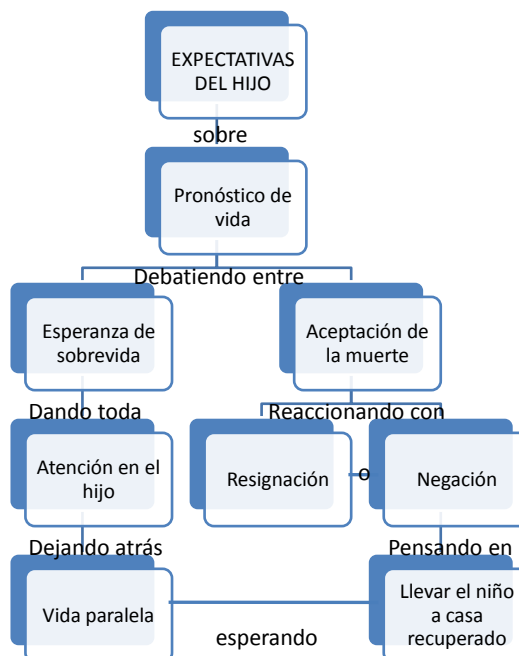 EXPECTATIVAS
DEL HIJO
sobre
Pronóstico de
vida
Debatiendo entre
Esperanza de
sobrevida
Aceptación de
la muerte
Dando toda
Reaccionando con
Atención en el
hijo
Resignación
o
Negación
Dejando atrás
Pensando en
Vida paralela
esperando
Llevar el niño
a casa
recuperado